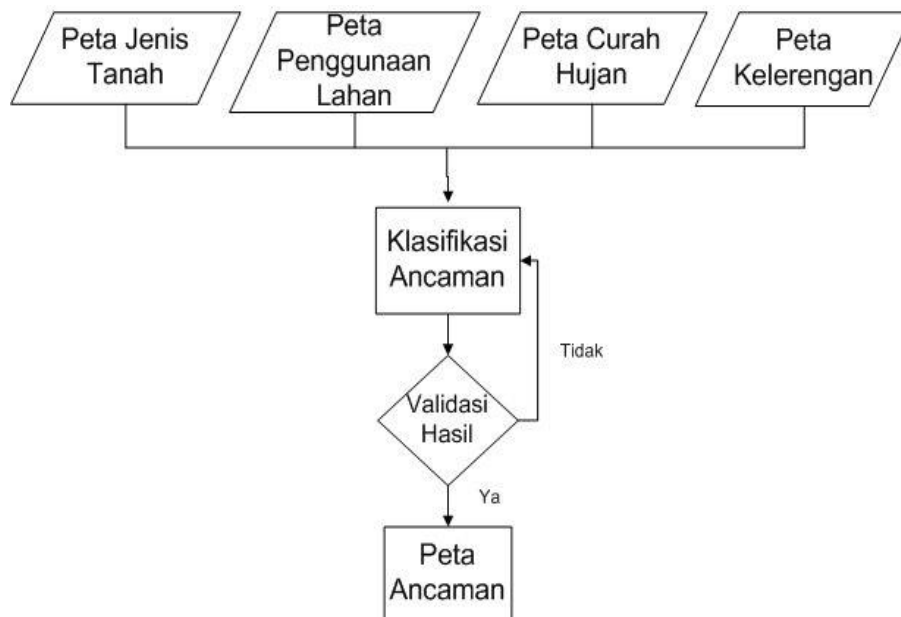 Peta Jenis
Tanah
Peta
Penggunaan
Lahan
Peta Curah
Hujan
Peta
Kelerengan
Klasifikasi
Ancaman
Tidak
Validasi
Hasil
Ya
Peta
Ancaman